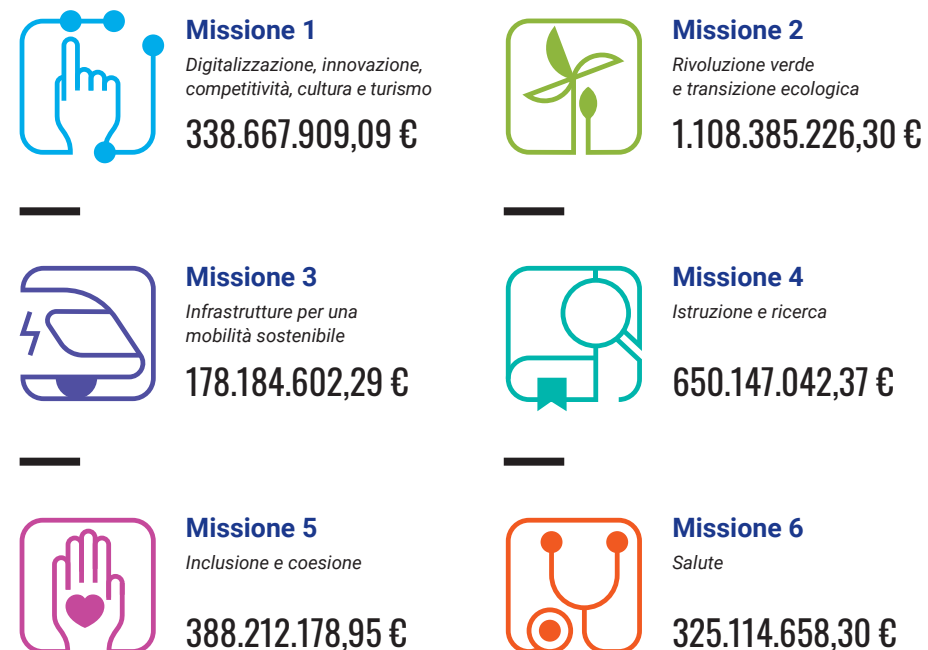 Missione 1
Digitalizzazione, innovazione,
competitività, cultura e turismo
338.667.909,09 €
Missione 2
Rivoluzione verde
e transizione ecologica
1.108.385.226,30 €
Missione 3
Infrastrutture per una
mobilità sostenibile
178.184.602,29 €
Missione 4
Istruzione e ricerca
650.147.042,37 €
Missione 5
Inclusione e coesione
388.212.178,95 €
Missione 6
Salute
325.114.658,30 €